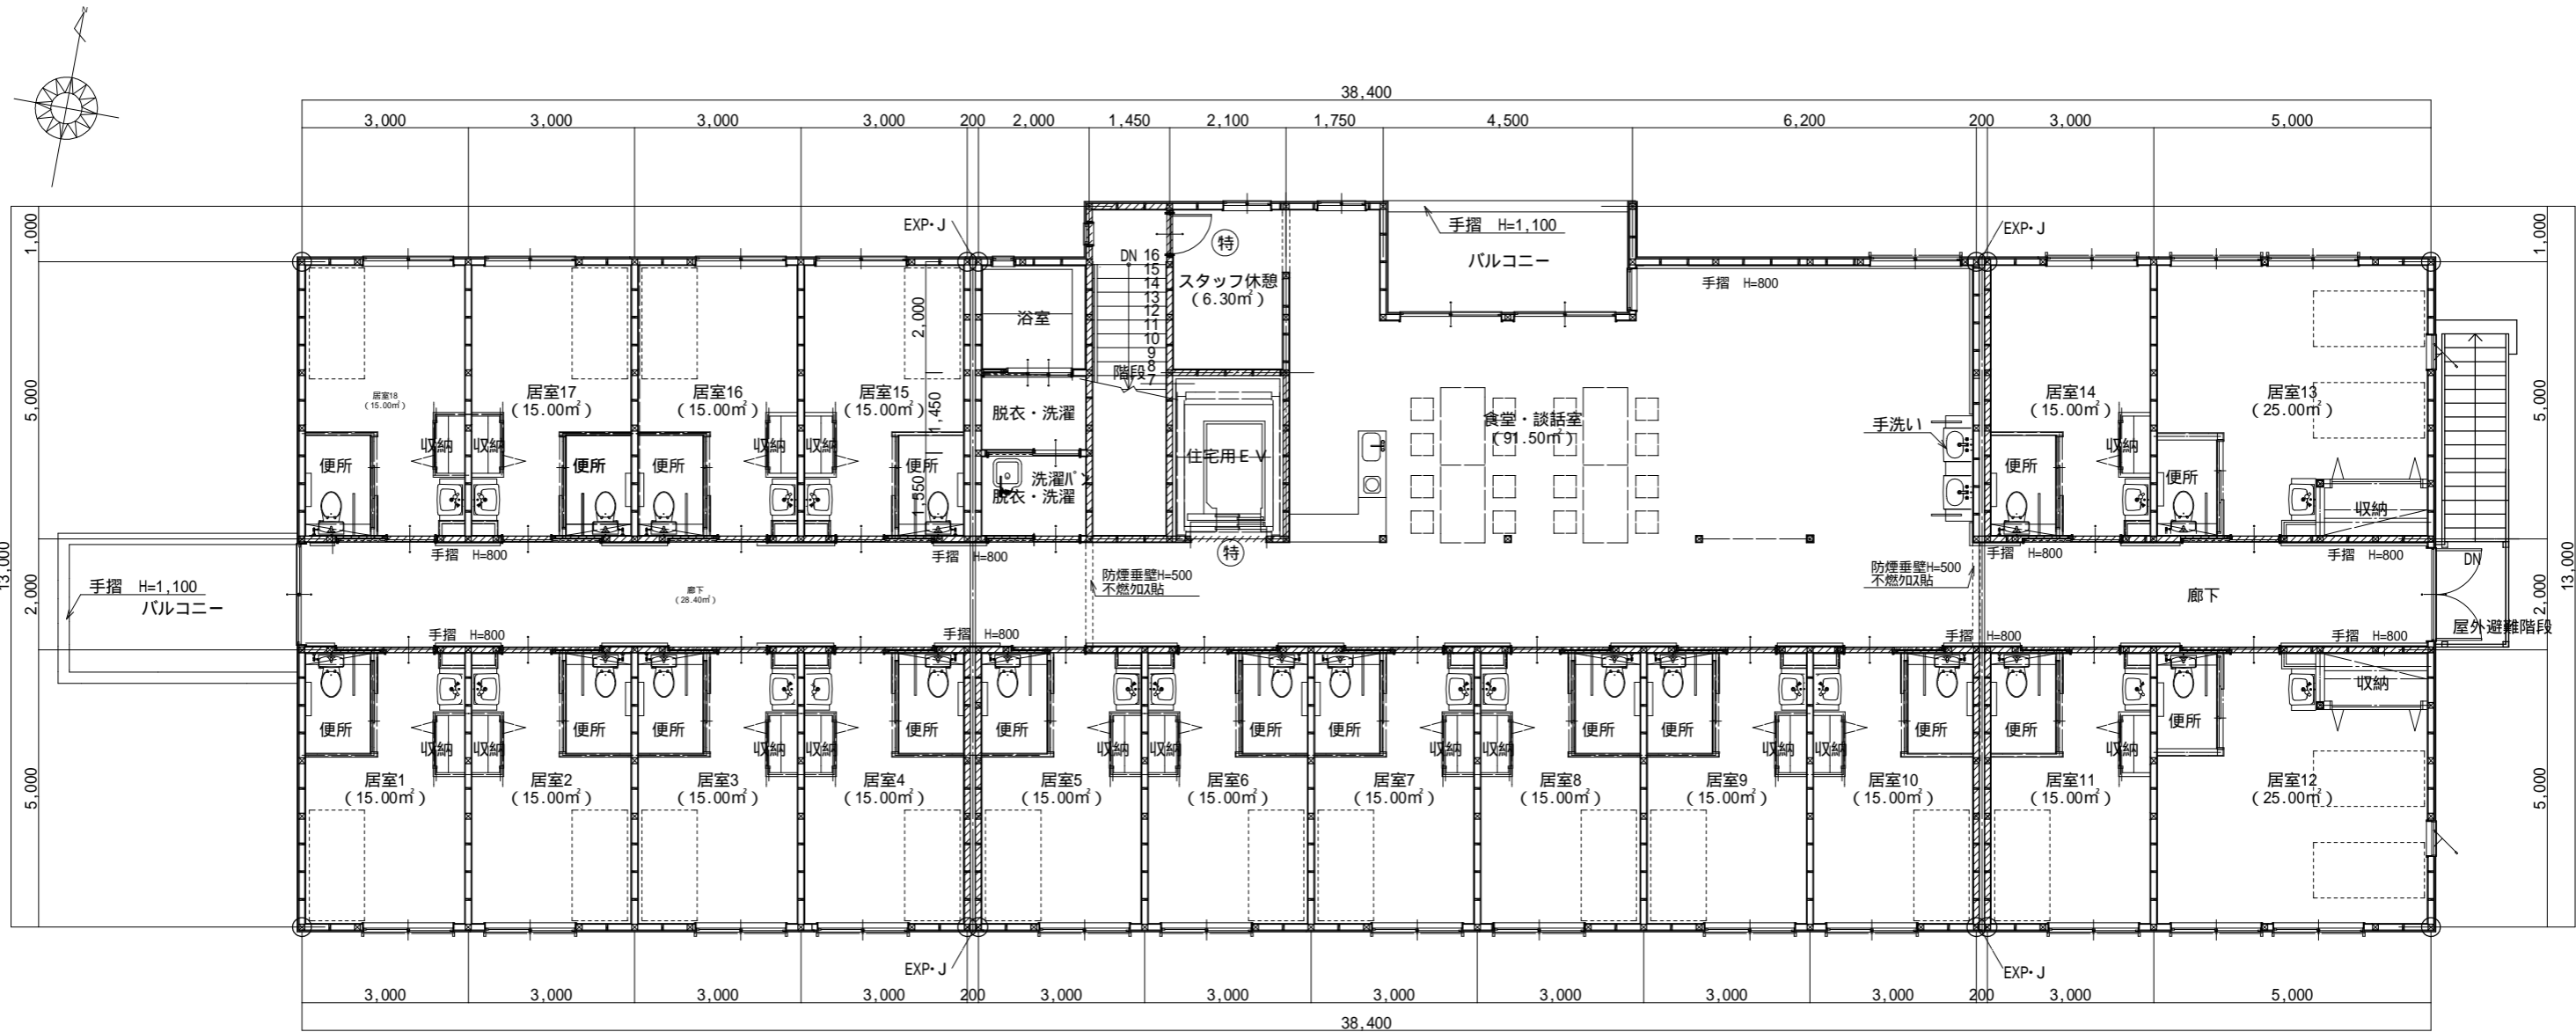 N
38,400
3,000 3,000 3,000 3,000 200 2,000 1,450 2,100 1,750 4,500 6,200 200 3,000 5,000
1,000
5,000
2,000
5,000
13,000
1,000
5,000
2,000
5,000
13,000
EXP・J
EXP・J
手摺 H=1,100
バルコニー
手摺 H=800
特
スタッフ休憩
(6.30㎡)
DN 16
15
14
13
12
11
10
9
8
階段 7
浴室
2,000
1,450
1,550
脱衣・洗濯
洗濯パン
脱衣・洗濯
住宅用EV
特
食堂・談話室
(91.50㎡)
手洗い
居室18
(15.00㎡)
居室17
(15.00㎡)
居室16
(15.00㎡)
居室15
(15.00㎡)
居室14
(15.00㎡)
居室13
(25.00㎡)
収納 収納 収納 収納 収納 収納
便所 便所 便所 便所 便所 便所
手摺 H=800
手摺 H=800
手摺 H=800
手摺 H=800
手摺 H=1,100
バルコニー
廊下
(28.40㎡)
防煙垂壁H=500
不燃クロス貼
防煙垂壁H=500
不燃クロス貼
廊下
DN
屋外避難階段
手摺 H=800
手摺 H=800
手摺 H=800
手摺 H=800
便所 便所 便所 便所 便所 便所 便所 便所 便所 便所 便所 便所
収納 収納 収納 収納 収納 収納 収納 収納 収納 収納 収納 収納
居室1
(15.00㎡)
居室2
(15.00㎡)
居室3
(15.00㎡)
居室4
(15.00㎡)
居室5
(15.00㎡)
居室6
(15.00㎡)
居室7
(15.00㎡)
居室8
(15.00㎡)
居室9
(15.00㎡)
居室10
(15.00㎡)
居室11
(15.00㎡)
居室12
(25.00㎡)
EXP・J
EXP・J
3,000 3,000 3,000 3,000 200 3,000 3,000 3,000 3,000 3,000 3,000 200 3,000 5,000
38,400